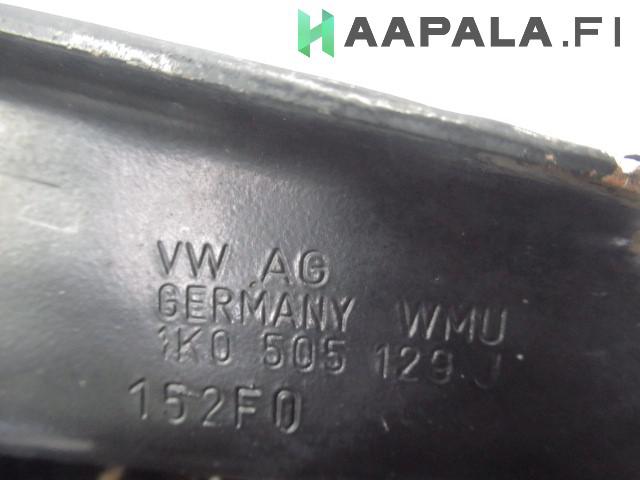 HAAPALA.FI
VW AG
GERMANY WMU
1K0 505 129 J
152F0